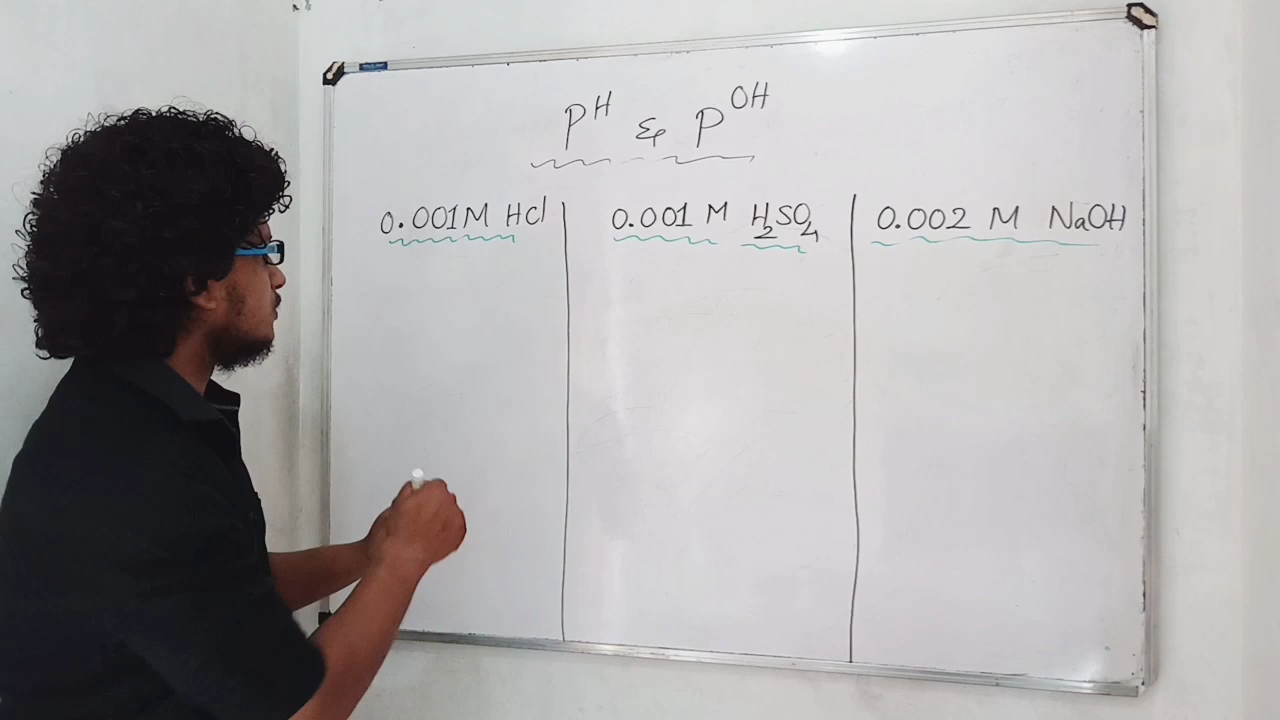 PH & POH
0.001M HCl
0.001 M H2SO4
0.002 M NaOH